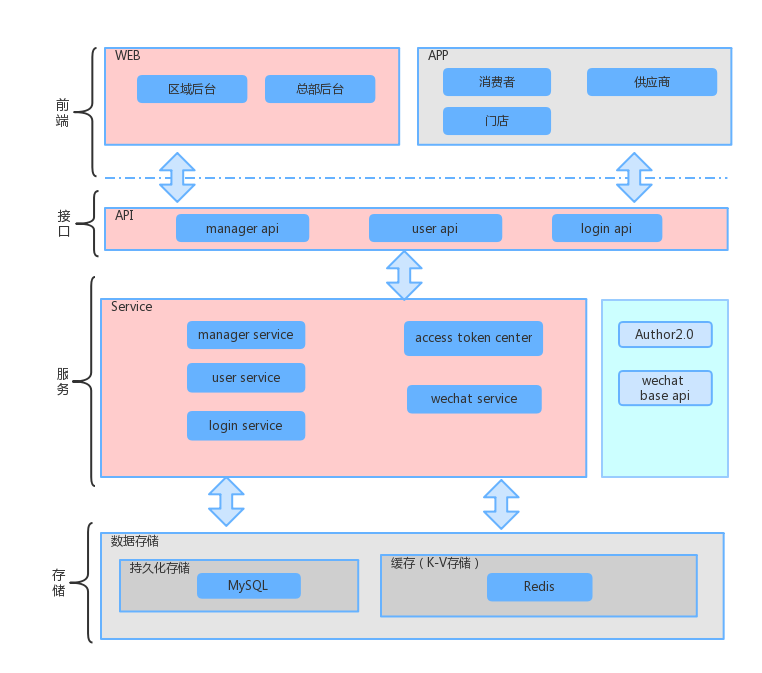 前端
WEB
区域后台
总部后台
APP
消费者
供应商
门店
接口
API
manager api
user api
login api
服务
Service
manager service
user service
login service
access token center
wechat service
Author2.0
wechat
base api
存储
数据存储
持久化存储
MySQL
缓存（K-V存储）
Redis